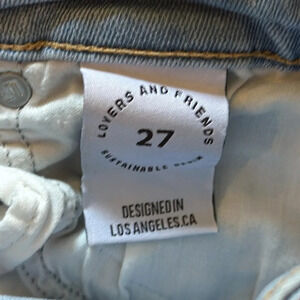 LOVERS AND FRIENDS
27
SUSTAINABLE DENIM
DESIGNED IN
LOS ANGELES, CA